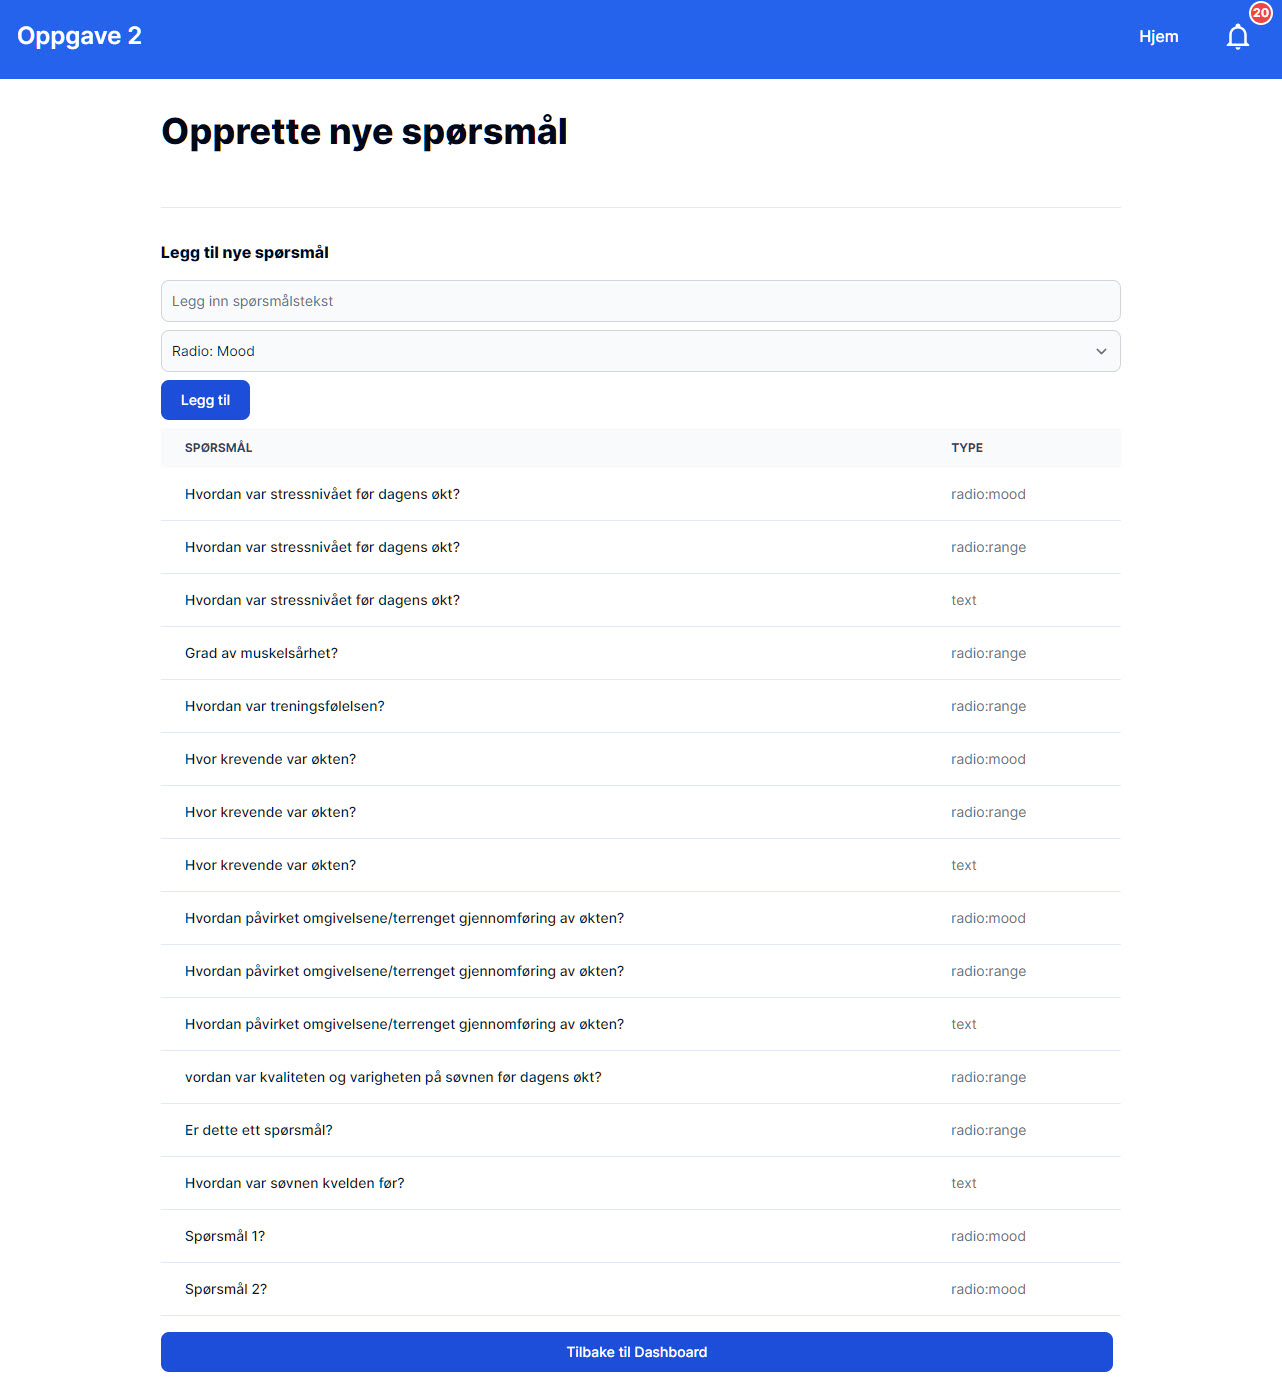 Oppgave 2
Hjem
20
Opprette nye spørsmål
Legg til nye spørsmål
Legg inn spørsmålstekst
Radio: Mood
Legg til
SPØRSMÅL TYPE
Hvordan var stressnivået før dagens økt? radio:mood
Hvordan var stressnivået før dagens økt? radio:range
Hvordan var stressnivået før dagens økt? text
Grad av muskelsårhet? radio:range
Hvordan var treningsfølelsen? radio:range
Hvor krevende var økten? radio:mood
Hvor krevende var økten? radio:range
Hvor krevende var økten? text
Hvordan påvirket omgivelsene/terrenget gjennomføring av økten? radio:mood
Hvordan påvirket omgivelsene/terrenget gjennomføring av økten? radio:range
Hvordan påvirket omgivelsene/terrenget gjennomføring av økten? text
vordan var kvaliteten og varigheten på søvnen før dagens økt? radio:range
Er dette ett spørsmål? radio:range
Hvordan var søvnen kvelden før? text
Spørsmål 1? radio:mood
Spørsmål 2? radio:mood
Tilbake til Dashboard